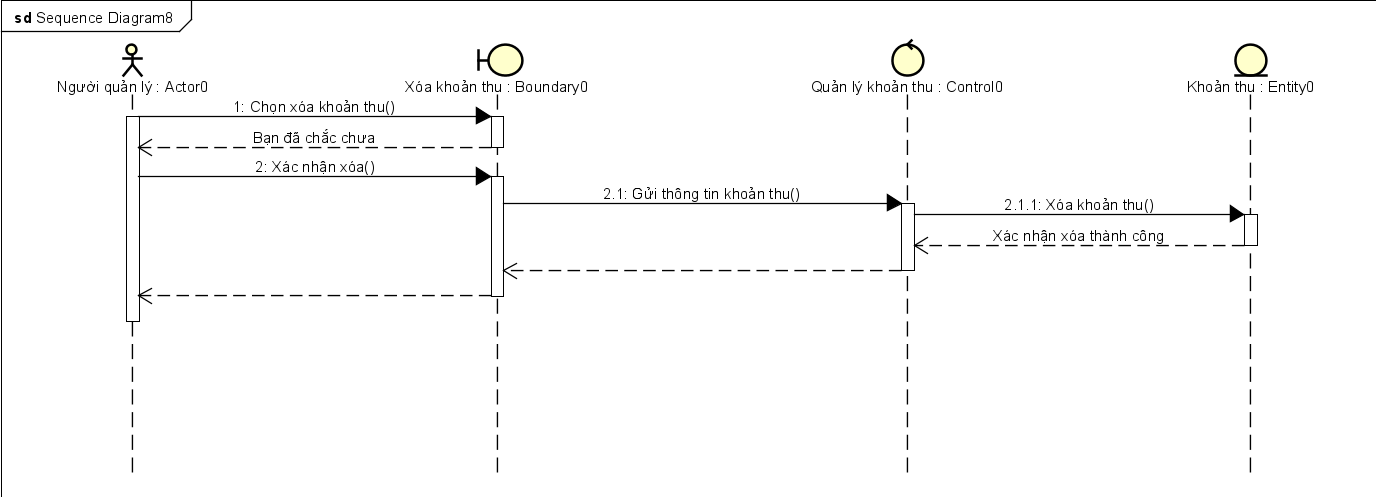 sd Sequence Diagram8
Người quản lý : Actor0
Xóa khoản thu : Boundary0
Quản lý khoản thu : Control0
Khoản thu : Entity0
1: Chọn xóa khoản thu()
Bạn đã chắc chưa
2: Xác nhận xóa()
2.1: Gửi thông tin khoản thu()
2.1.1: Xóa khoản thu()
Xác nhận xóa thành công